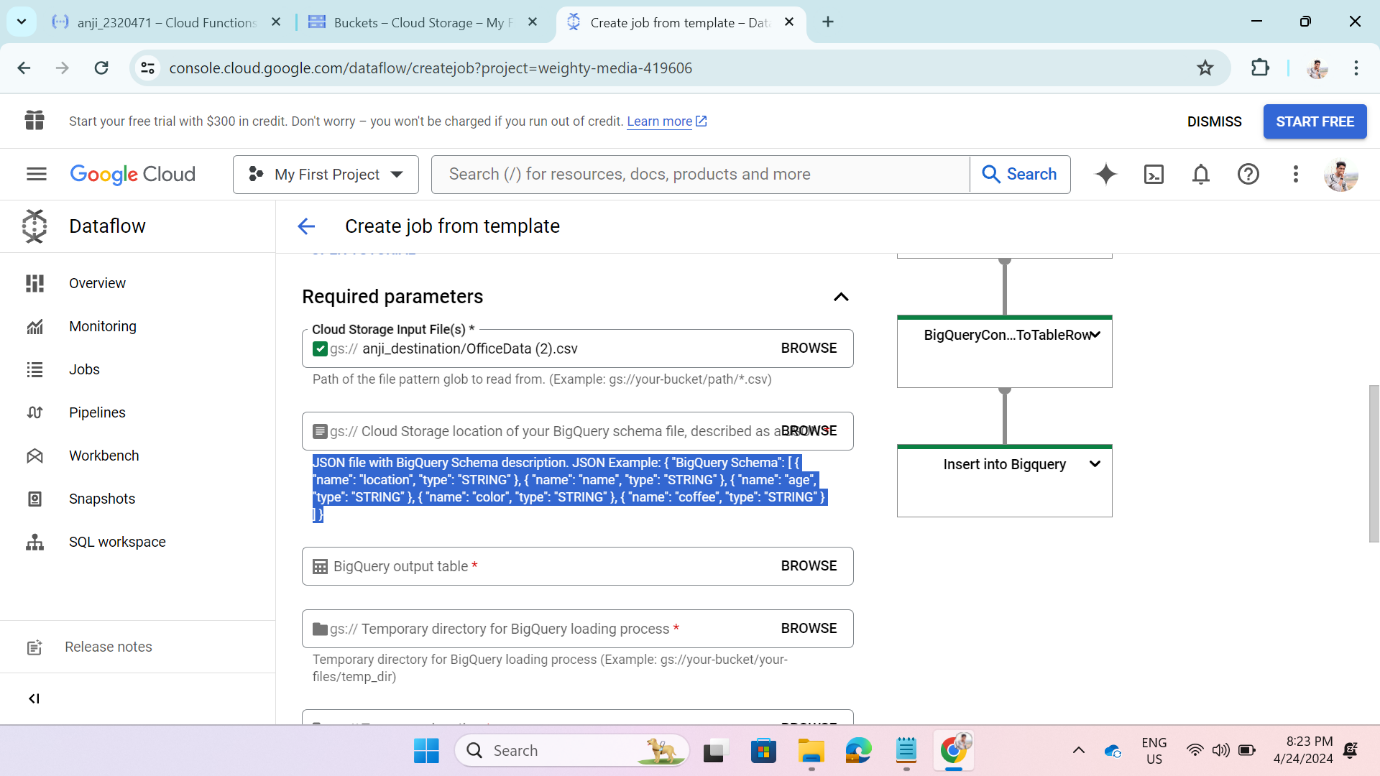 anji_2320471 – Cloud Functions
Buckets – Cloud Storage – My F
Create job from template – Dat
console.cloud.google.com/dataflow/createjob?project=weighty-media-419606
Start your free trial with $300 in credit. Don't worry – you won't be charged if you run out of credit. Learn more
DISMISS
START FREE
Google Cloud
My First Project
Search (/) for resources, docs, products and more
Search
Dataflow
Create job from template
Overview
Monitoring
Jobs
Pipelines
Workbench
Snapshots
SQL workspace
Release notes
Required parameters
Cloud Storage Input File(s) *
gs:// anji_destination/OfficeData (2).csv
BROWSE
Path of the file pattern glob to read from. (Example: gs://your-bucket/path/*.csv)
gs:// Cloud Storage location of your BigQuery schema file, described as a
BROWSE
JSON file with BigQuery Schema description. JSON Example: { "BigQuery Schema": [ {
"name": "location", "type": "STRING" }, { "name": "name", "type": "STRING" }, { "name": "age",
"type": "STRING" }, { "name": "color", "type": "STRING" }, { "name": "coffee", "type": "STRING" }
] }
BigQuery output table *
BROWSE
gs:// Temporary directory for BigQuery loading process *
BROWSE
Temporary directory for BigQuery loading process (Example: gs://your-bucket/your-
files/temp_dir)
BigQueryCon...ToTableRow
Insert into Bigquery
Search
ENG
US
8:23 PM
4/24/2024